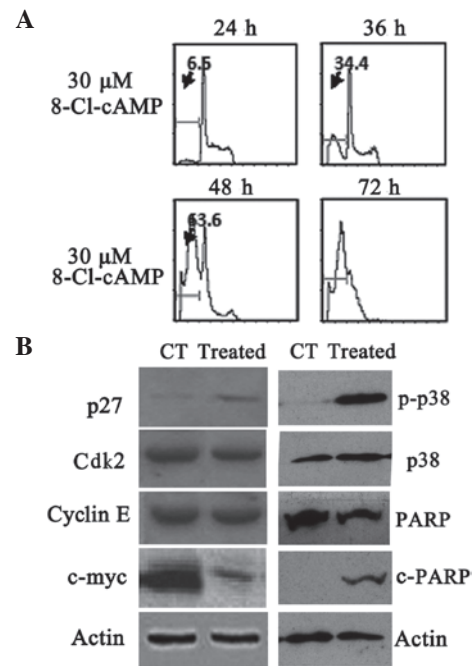 A
24 h 36 h
30 µM
8-Cl-cAMP
6.5 34.4
48 h 72 h
30 µM
8-Cl-cAMP
63.6
B
CT Treated CT Treated
p27 p-p38
Cdk2 p38
Cyclin E PARP
c-myc c-PARP
Actin Actin